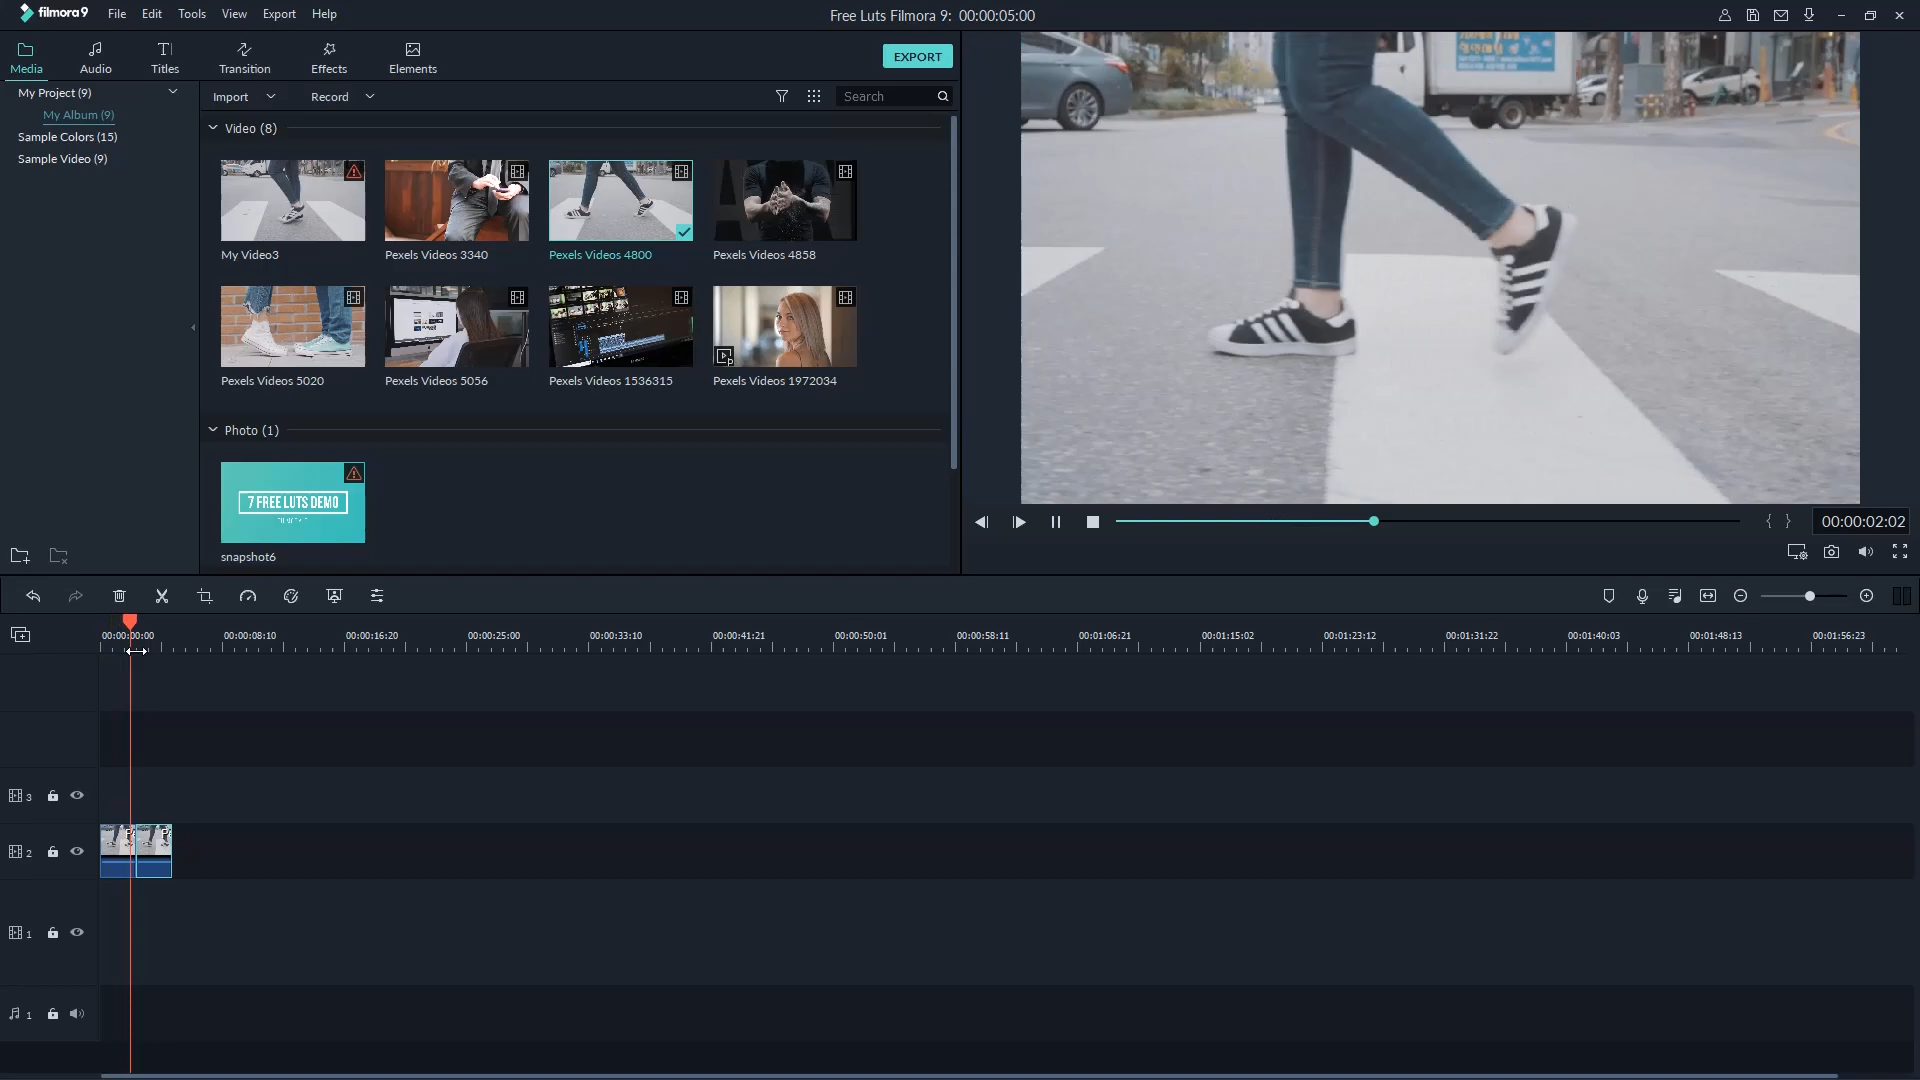 filmora9
File Edit Tools View Export Help
Free Luts Filmora 9: 00:00:05:00
Media Audio Titles Transition Effects Elements
EXPORT
My Project (9)
My Album (9)
Sample Colors (15)
Sample Video (9)
Import Record Search
Video (8)
My Video3 Pexels Videos 3340 Pexels Videos 4800 Pexels Videos 4858
Pexels Videos 5020 Pexels Videos 5056 Pexels Videos 1536315 Pexels Videos 1972034
Photo (1)
7 FREE LUTS DEMO
snapshot6
00:00:02:02
00:00:00:00 00:00:08:10 00:00:16:20 00:00:25:00 00:00:33:10 00:00:41:21 00:00:50:01 00:00:58:11 00:01:06:21 00:01:15:02 00:01:23:12 00:01:31:22 00:01:40:03 00:01:48:13 00:01:56:23
3
2
1
1